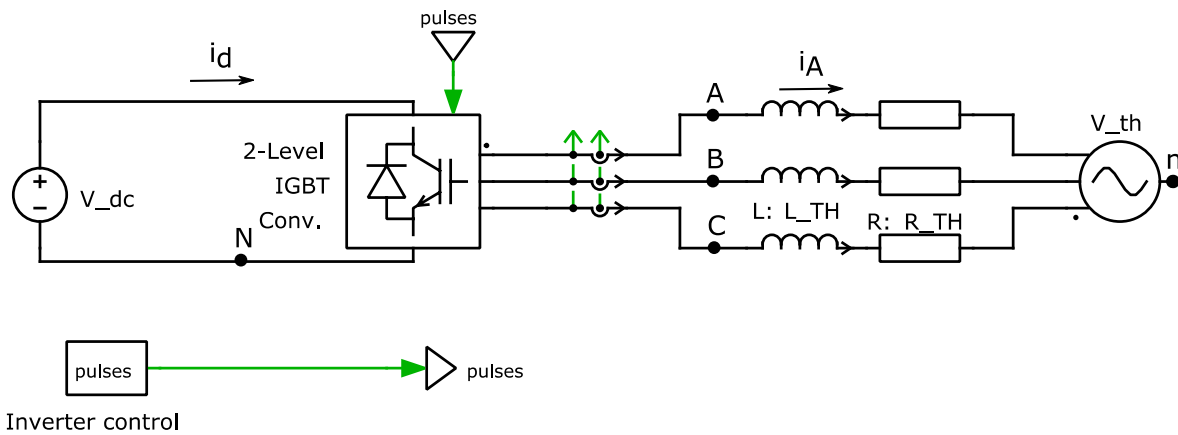 pulses
i_d
i_A
A
V_th
2-Level
IGBT
Conv.
B
n
V_dc
N
L: L_TH
R: R_TH
C
pulses
pulses
Inverter control